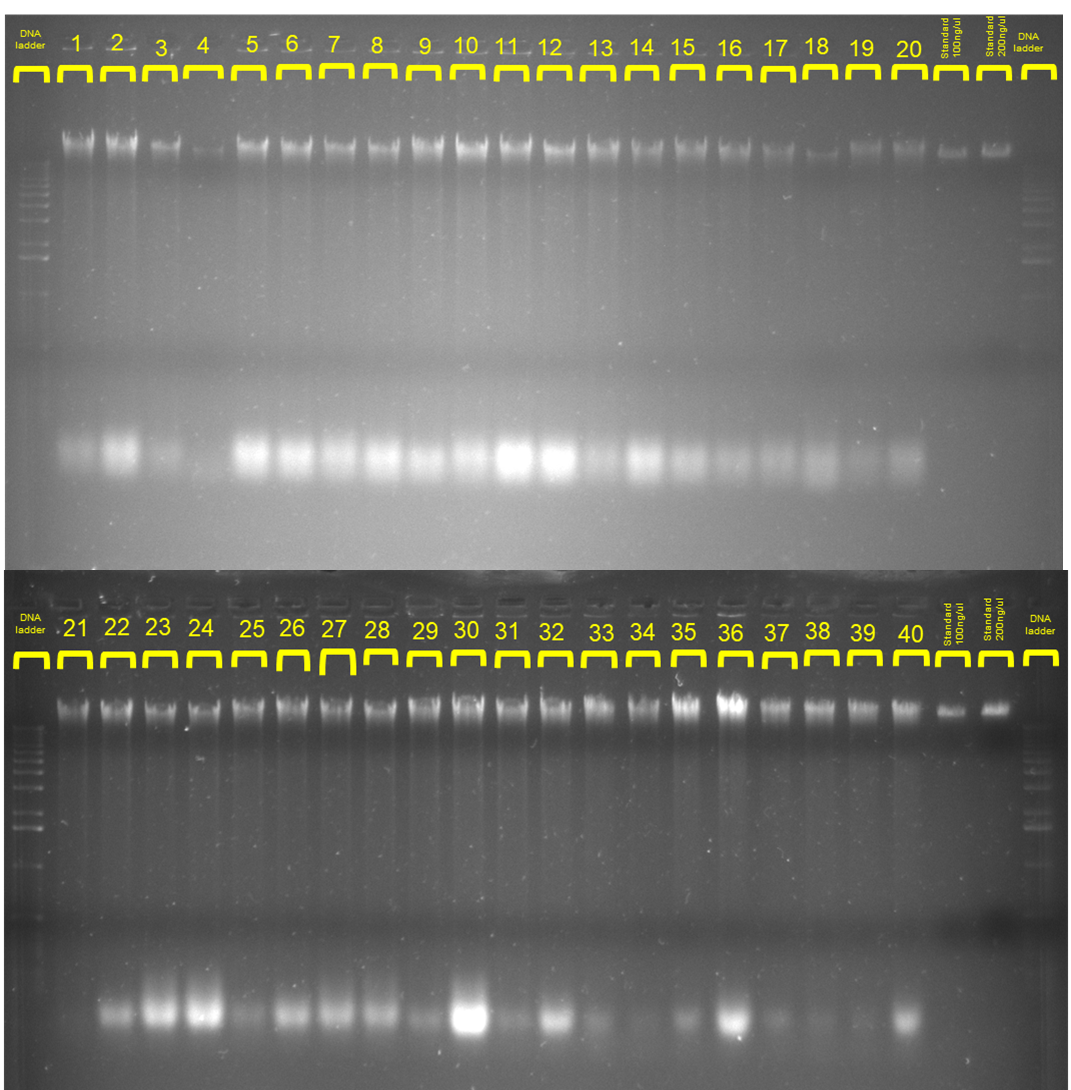 DNA
ladder
1 2 3 4 5 6 7 8 9 10 11 12 13 14 15 16 17 18 19 20
Standard
100ng/ul
Standard
200ng/ul
DNA
ladder
DNA
ladder
21 22 23 24 25 26 27 28 29 30 31 32 33 34 35 36 37 38 39 40
Standard
100ng/ul
Standard
200ng/ul
DNA
ladder